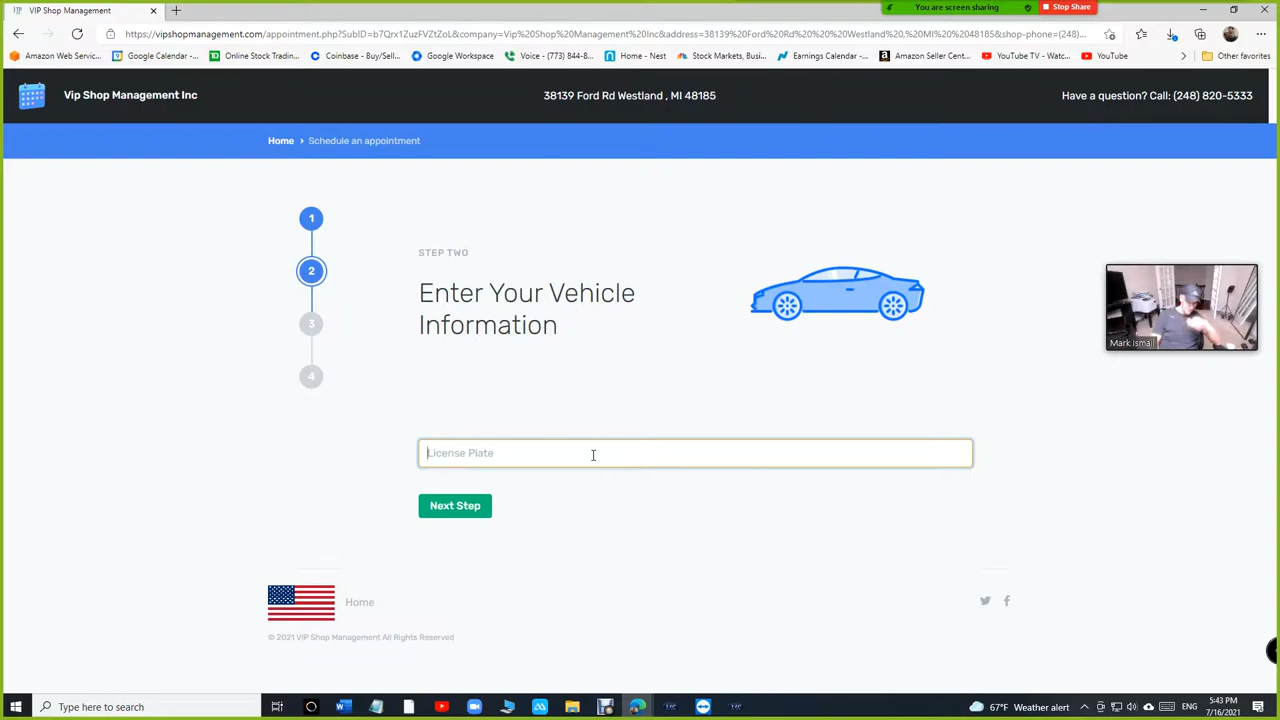 VIP Shop Management
You are screen sharing
Stop Share
https://vipshopmanagement.com/appointment.php?SubID=b7Qrx1ZuzFVZtZoL&company=Vip%20Shop%20Management%20Inc&address=38139%20Ford%20Rd%20%20%20Westland%20,%20MI%20%2048185&shop-phone=(248)...
Amazon Web Servic...
Google Calendar -...
Online Stock Tradin...
Coinbase - Buy/Sell...
Google Workspace
Voice - (773) 844-8...
Home - Nest
Stock Markets, Busi...
Earnings Calendar -...
Amazon Seller Cent...
YouTube TV - Watc...
YouTube
Other favorites
Vip Shop Management Inc
38139 Ford Rd Westland , MI 48185
Have a question? Call: (248) 820-5333
Home › Schedule an appointment
1
2
3
4
STEP TWO
Enter Your Vehicle
Information
Mark Ismail
License Plate
Next Step
Home
© 2021 VIP Shop Management All Rights Reserved
Type here to search
67°F Weather alert
5:43 PM
7/16/2021